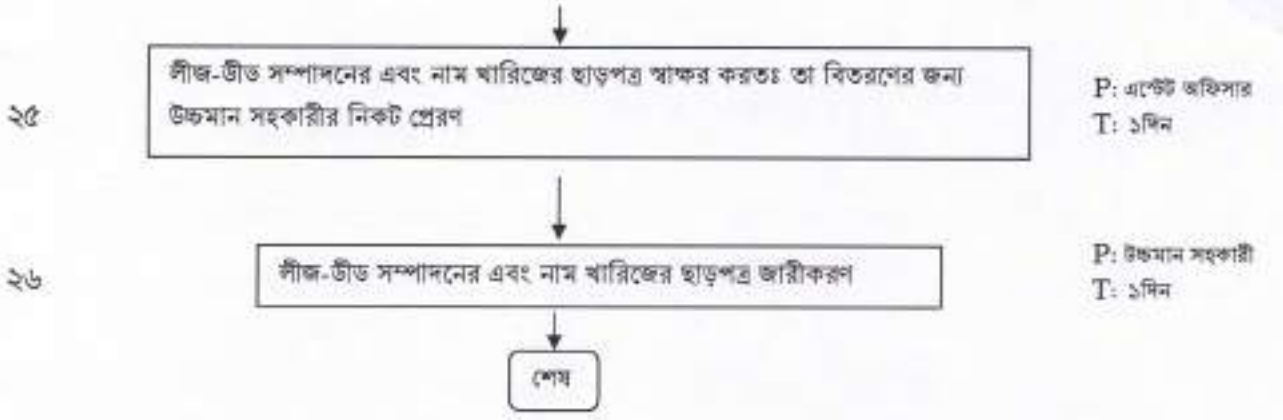 ২৫
লীজ-ডীড সম্পাদনের এবং নাম খারিজের ছাড়পত্র স্বাক্ষর করতঃ তা বিতরণের জন্য
উচ্চমান সহকারীর নিকট প্রেরণ
P: এস্টেট অফিসার
T: ১দিন
২৬
লীজ-ডীড সম্পাদনের এবং নাম খারিজের ছাড়পত্র জারীকরণ
P: উচ্চমান সহকারী
T: ১দিন
শেষ